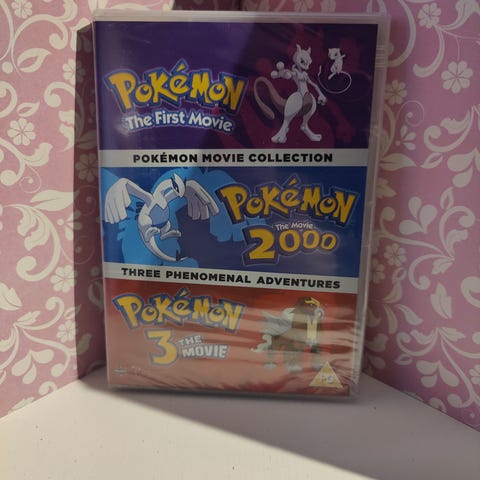 POKéMON
The First Movie
POKÉMON MOVIE COLLECTION
POKéMON
The Movie
2000
THREE PHENOMENAL ADVENTURES
POKéMON
3 THE
MOVIE
PG